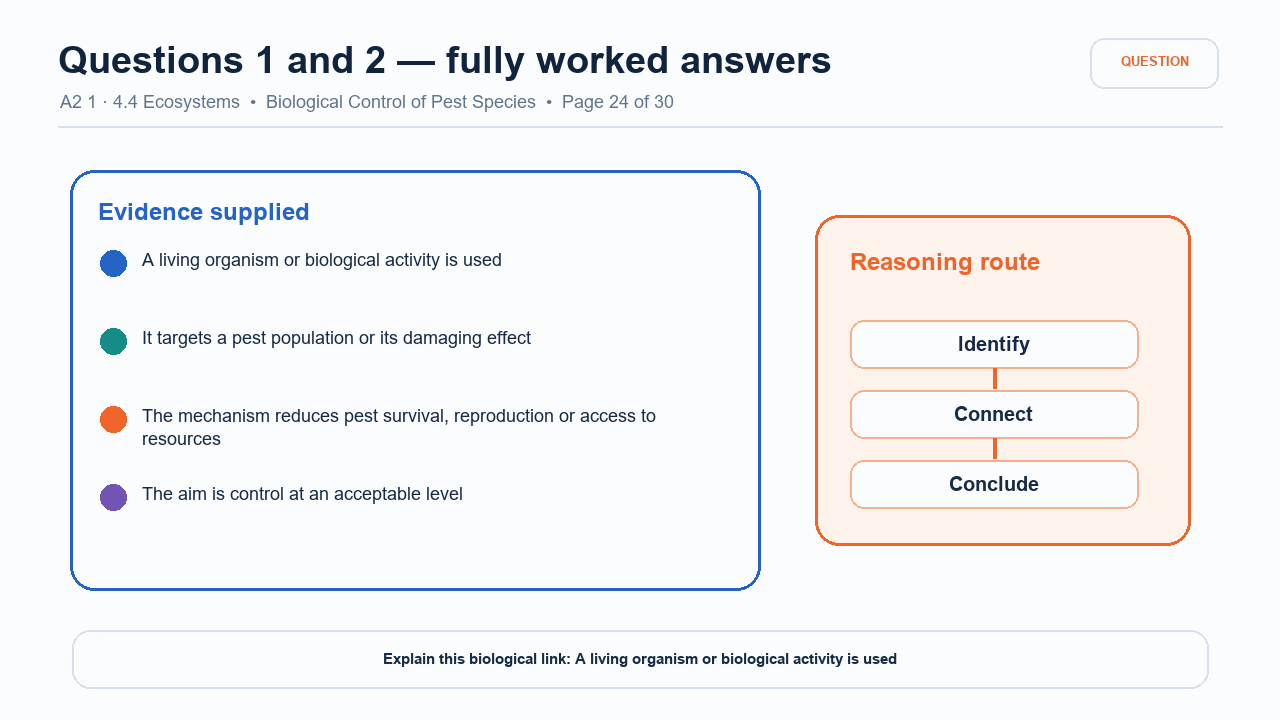 Questions 1 and 2 — fully worked answers
QUESTION
A2 1 · 4.4 Ecosystems • Biological Control of Pest Species • Page 24 of 30
Evidence supplied
A living organism or biological activity is used
It targets a pest population or its damaging effect
The mechanism reduces pest survival, reproduction or access to
resources
The aim is control at an acceptable level
Reasoning route
Identify
Connect
Conclude
Explain this biological link: A living organism or biological activity is used